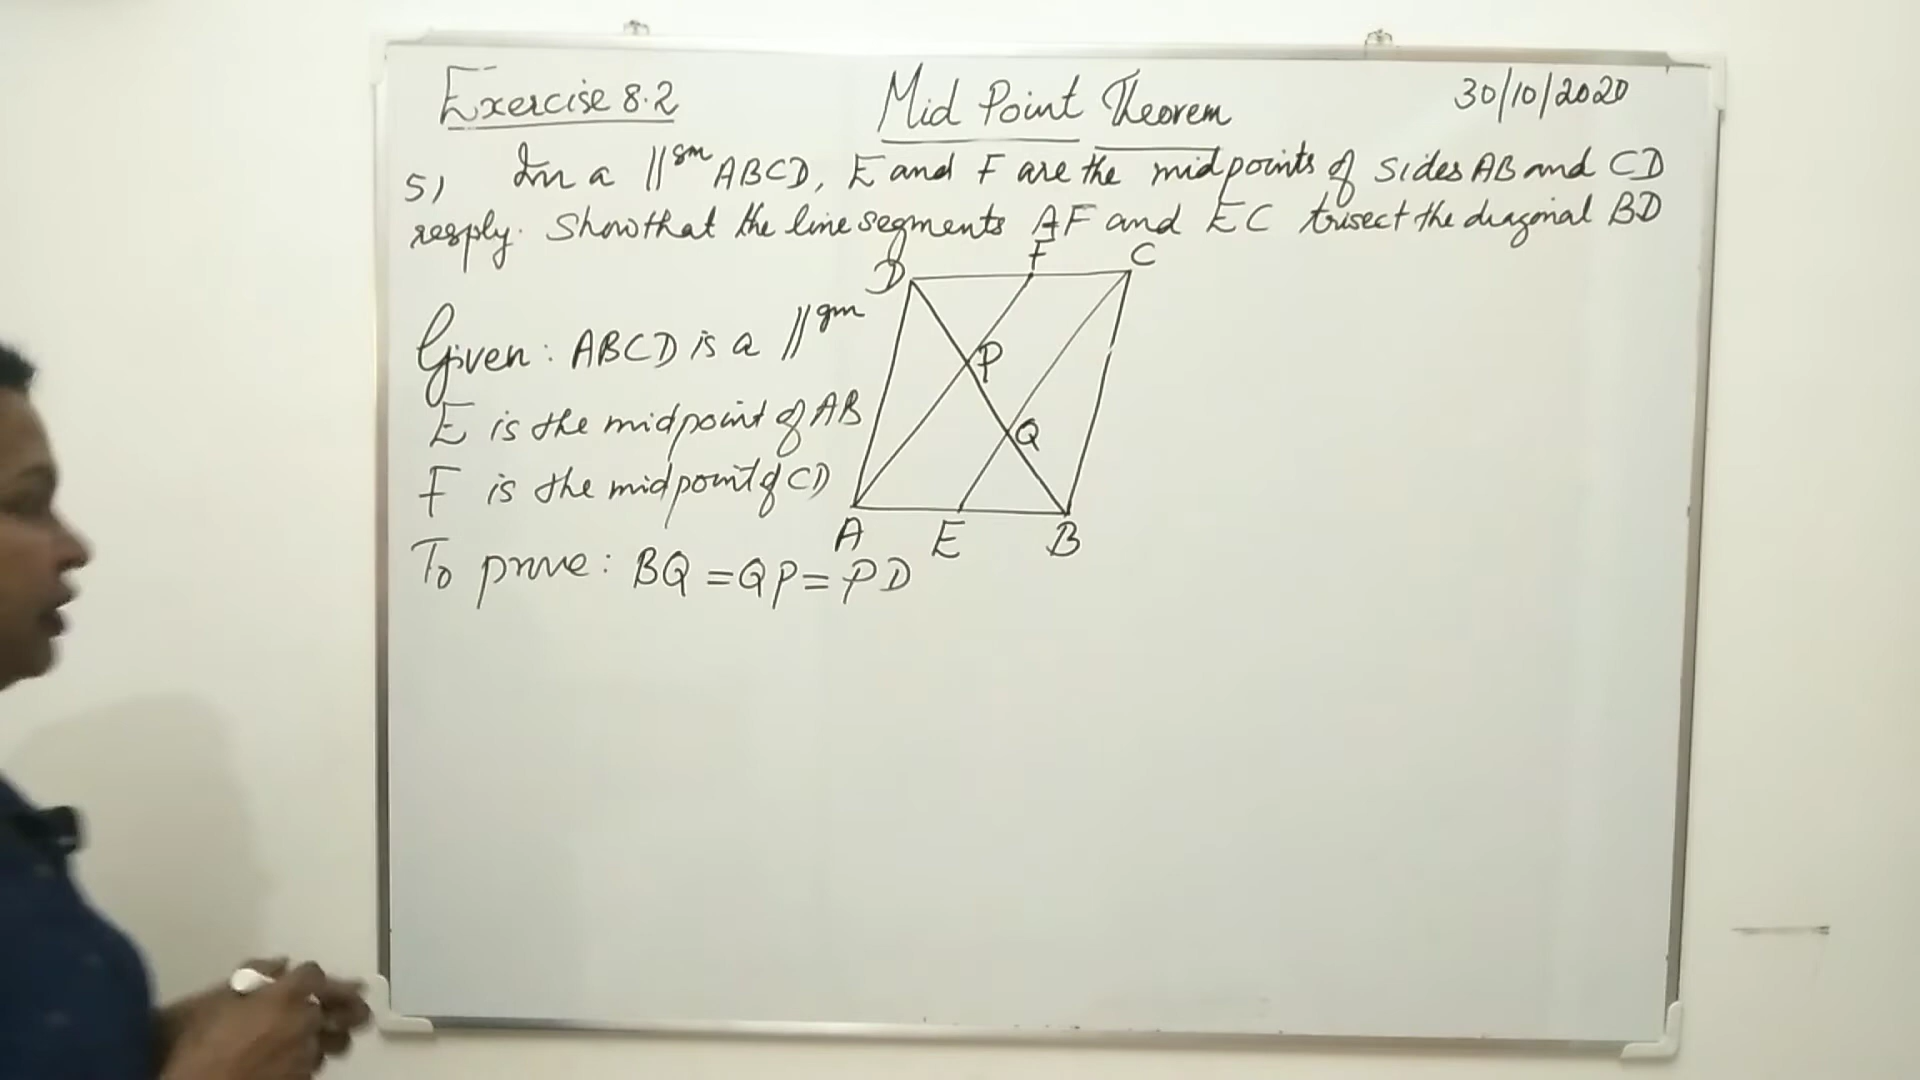 Exercise 8.2 Mid Point Theorem 30/10/2020
5) In a ||gm ABCD, E and F are the midpoints of sides AB and CD
resply. Show that the line segments AF and EC trisect the diagonal BD
D F C
Given: ABCD is a ||gm
P
E is the midpoint of AB
Q
F is the midpoint of CD
A E B
To prove: BQ = QP = PD